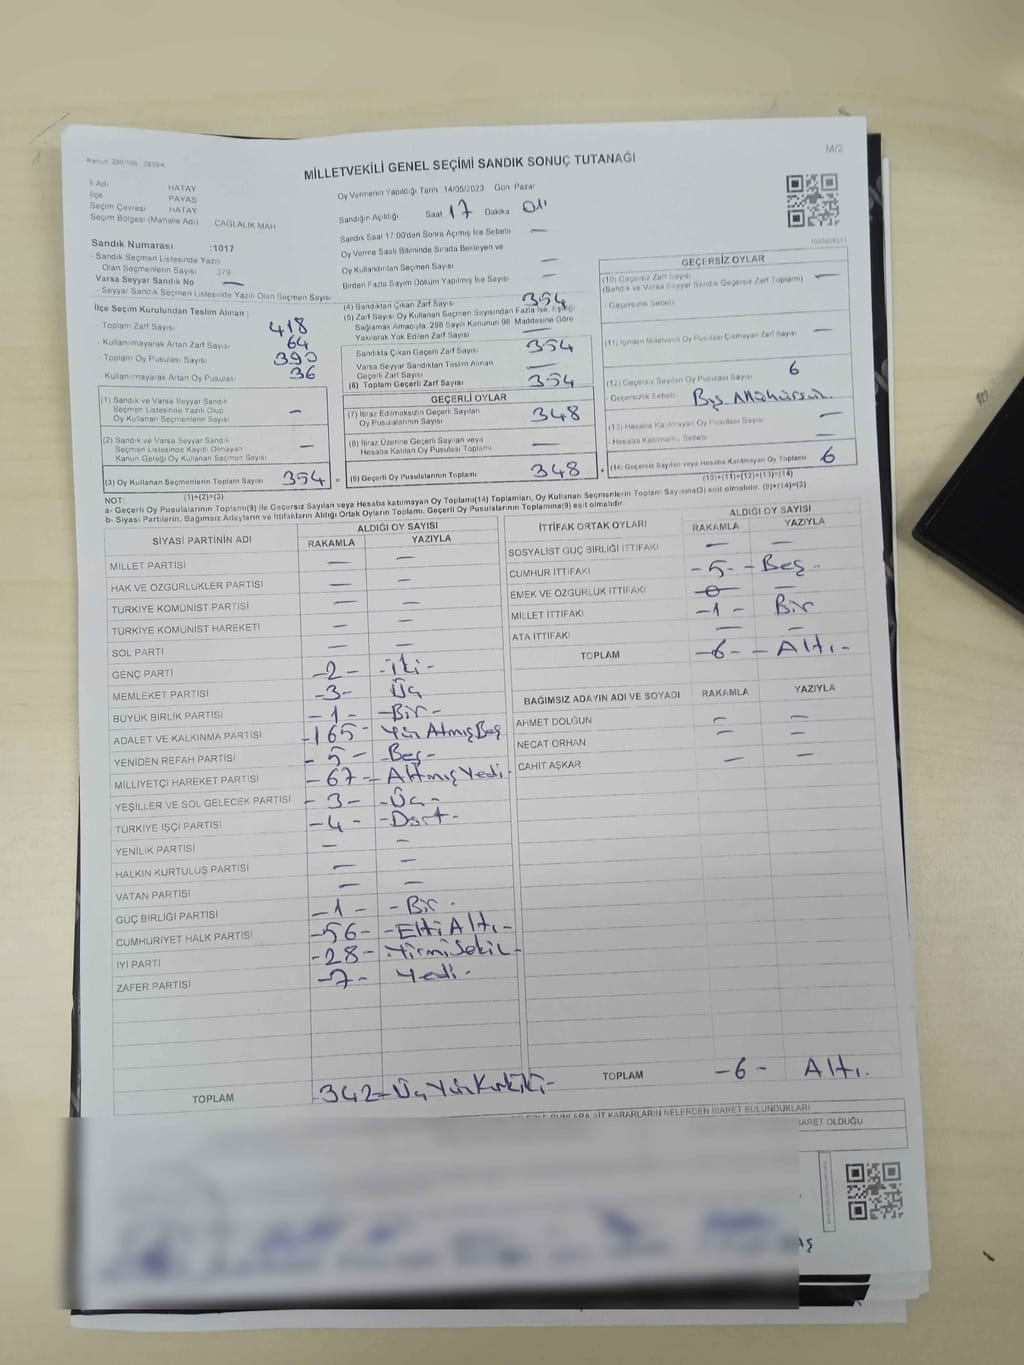 Kanun: 298/105 - 2839/4
M/2
MİLLETVEKİLİ GENEL SEÇİMİ SANDIK SONUÇ TUTANAĞI
İl Adı HATAY
İlçe PAYAS
Seçim Çevresi HATAY
Seçim Bölgesi (Mahalle Adı) ÇAĞLALIK MAH
Sandık Numarası :1017
- Sandık Seçmen Listesinde Yazılı
Olan Seçmenlerin Sayısı 379
Varsa Seyyar Sandık No : —
- Seyyar Sandık Seçmen Listesinde Yazılı Olan Seçmen Sayısı
Oy Vermenin Yapıldığı Tarih 14/05/2023 Gün Pazar
Sandığın Açıldığı Saat 17 Dakika
Sandık Saat 17:00'den Sonra Açımış İse Sebebi —
Oy Verme Saati Bitiminde Sırada Bekleyen ve
Oy Kullandırılan Seçmen Sayısı —
Birden Fazla Sayım Döküm Yapılmış İse Sayısı —
İlçe Seçim Kurulundan Teslim Alınan :
- Toplam Zarf Sayısı 418
- Kullanılmayarak Artan Zarf Sayısı 64
- Toplam Oy Pusulası Sayısı 390
- Kullanılmayarak Artan Oy Pusulası 36
(1) Sandık ve Varsa Seyyar Sandık
Seçmen Listesinde Yazılı Olup
Oy Kullanan Seçmenlerin Sayısı —
(2) Sandık ve Varsa Seyyar Sandık
Seçmen Listesinde Kayıtlı Olmayan
Kanun Gereği Oy Kullanan Seçmen Sayısı —
(3) Oy Kullanan Seçmenlerin Toplam Sayısı 354 =
(1)+(2)=(3)
(4) Sandıktan Çıkan Zarf Sayısı 354
(5) Zarf Sayısı Oy Kullanan Seçmen Sayısından Fazla İse, Eşitliği
Sağlamak Amacıyla, 298 Sayılı Kanunun 98. Maddesine Göre
Yakılarak Yok Edilen Zarf Sayısı —
Sandıkta Çıkan Geçerli Zarf Sayısı 354
Varsa Seyyar Sandıktan Teslim Alınan
Geçerli Zarf Sayısı —
(6) Toplam Geçerli Zarf Sayısı 354
GEÇERLİ OYLAR
(7) İtiraz Edilmeksizin Geçerli Sayılan
Oy Pusulalarının Sayısı 348
(8) İtiraz Üzerine Geçerli Sayılan veya
Hesaba Katılan Oy Pusulası Toplamı —
(9) Geçerli Oy Pusulalarının Toplamı 348 +
GEÇERSİZ OYLAR
(10) Geçersiz Zarf Sayısı
(Sandık ve Varsa Seyyar Sandık Geçersiz Zarf Toplamı) —
- Geçersizlik Sebebi
(11) İçinden Milletvekili Oy Pusulası Çıkmayan Zarf Sayısı —
(12) Geçersiz Sayılan Oy Pusulası Sayısı 6
- Geçersizlik Sebebi
(13) Hesaba Katılmayan Oy Pusulası Sayısı —
- Hesaba Katılmama Sebebi —
(14) Geçersiz Sayılan veya Hesaba Katılmayan Oy Toplamı 6
(10)+(11)+(12)+(13)=(14)
NOT:
a- Geçerli Oy Pusulalarının Toplamı(9) ile Geçersiz Sayılan veya Hesaba katılmayan Oy Toplamı(14) Toplamları, Oy Kullanan Seçmenlerin Toplam Sayısına(3) eşit olmalıdır. (9)+(14)=(3)
b- Siyasi Partilerin, Bağımsız Adayların ve İttifakların Aldığı Ortak Oyların Toplamı, Geçerli Oy Pusulalarının Toplamına(9) eşit olmalıdır.
SİYASİ PARTİNİN ADI ALDIĞI OY SAYISI
RAKAMLA YAZIYLA
MİLLET PARTİSİ — —
HAK VE ÖZGÜRLÜKLER PARTİSİ — —
TÜRKİYE KOMÜNİST PARTİSİ — —
TÜRKİYE KOMÜNİST HAREKETİ — —
SOL PARTİ — —
GENÇ PARTİ -2- -iki-
MEMLEKET PARTİSİ -3- Üç
BÜYÜK BİRLİK PARTİSİ -1- -Bir-
ADALET VE KALKINMA PARTİSİ -165- Yüz Atmış Beş
YENİDEN REFAH PARTİSİ -5- -Beş-
MİLLİYETÇİ HAREKET PARTİSİ -67- -Altmış Yedi-
YEŞİLLER VE SOL GELECEK PARTİSİ -3- -Üç-
TÜRKİYE İŞÇİ PARTİSİ -4- -Dört-
YENİLİK PARTİSİ — —
HALKIN KURTULUŞ PARTİSİ — —
VATAN PARTİSİ — —
GÜÇ BİRLİĞİ PARTİSİ -1- -Bir-
CUMHURİYET HALK PARTİSİ -56- -Elli Altı-
İYİ PARTİ -28- -Yirmi Sekiz-
ZAFER PARTİSİ -7- Yedi-
TOPLAM -342- Üç Yüz Kırk İki-
İTTİFAK ORTAK OYLARI ALDIĞI OY SAYISI
RAKAMLA YAZIYLA
SOSYALİST GÜÇ BİRLİĞİ İTTİFAKI — —
CUMHUR İTTİFAKI -5- -Beş-
EMEK VE ÖZGÜRLÜK İTTİFAKI -0- —
MİLLET İTTİFAKI -1- Bir
ATA İTTİFAKI — —
TOPLAM -6- -Altı-
BAĞIMSIZ ADAYIN ADI VE SOYADI RAKAMLA YAZIYLA
AHMET DOLĞUN — —
NECAT ORHAN — —
CAHİT AŞKAR — —
TOPLAM -6- Altı.
KARARLARIN NELERDEN İBARET BULUNDUKLARI
İBARET OLDUĞU